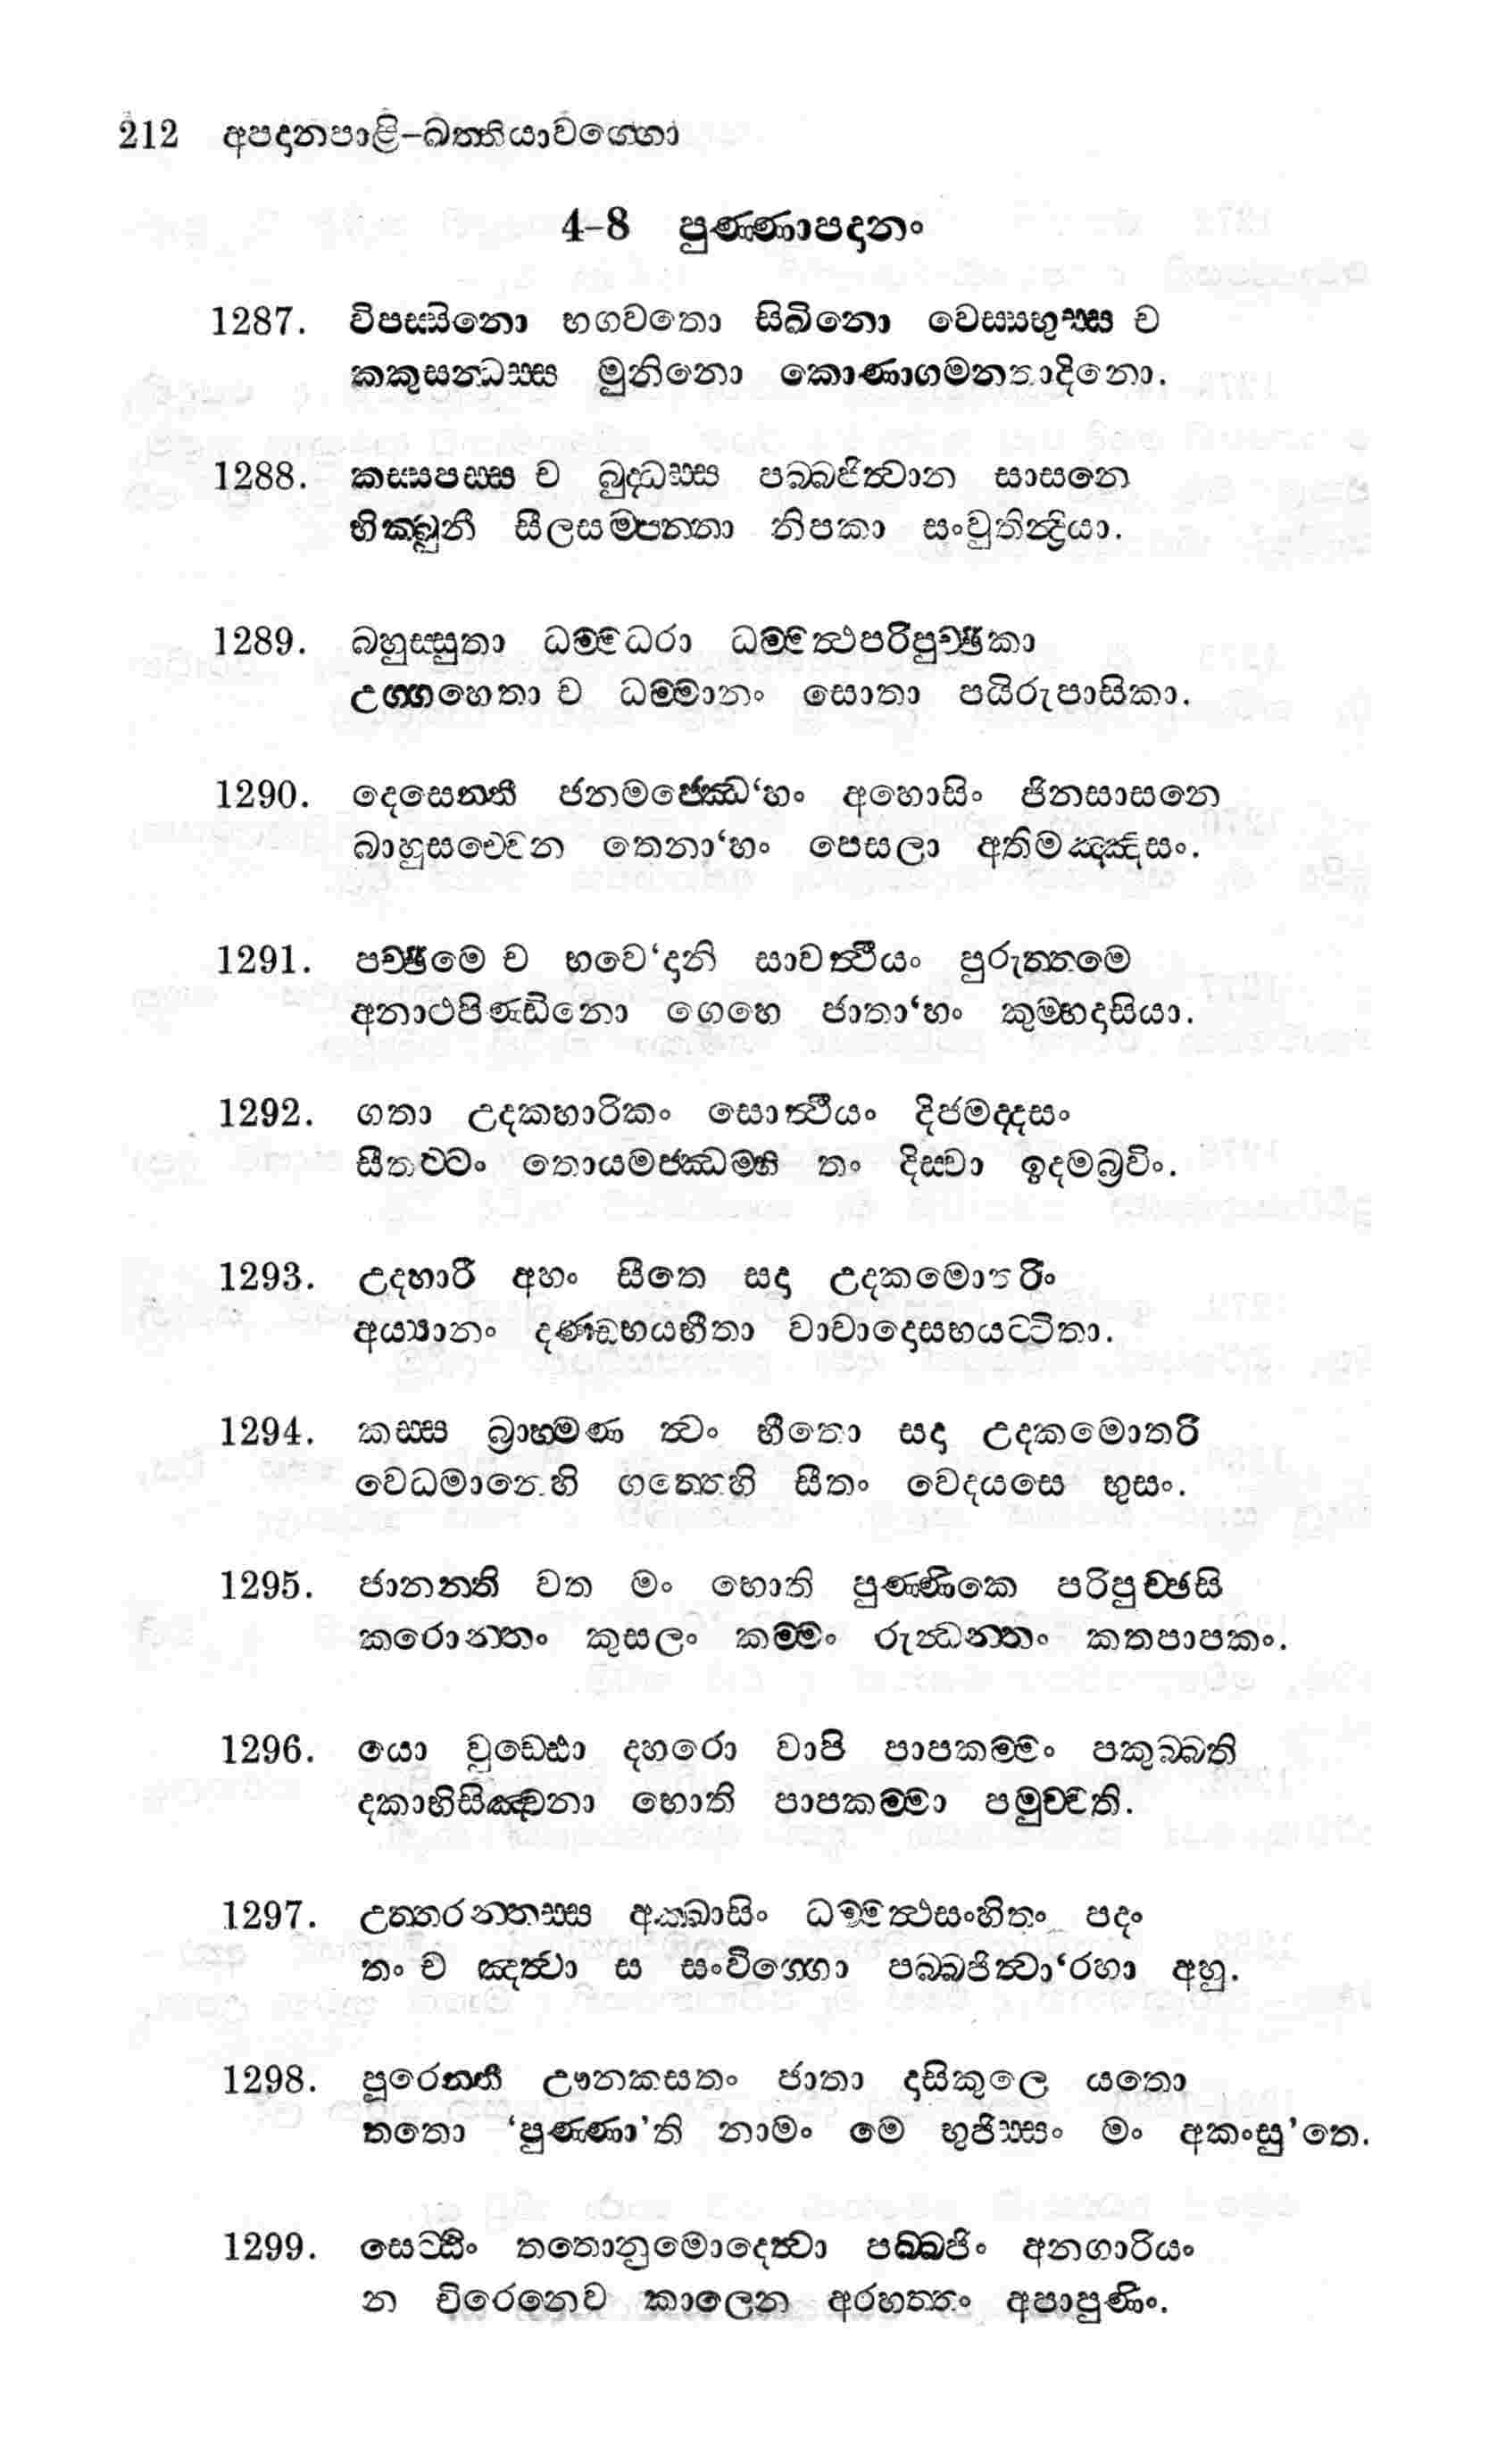 212 අපදානපාළි-ඛත්තියාවග්ගො
4-8 පුණ්ණාපදානං
1287. විපස්සිනො භගවතො සිඛිනො වෙස්සභුස්ස ච
කකුසන්ධස්ස මුනිනො කොණාගමනතාදිනො.
1288. කස්සපස්ස ච බුද්ධස්ස පබ්බජිත්වාන සාසනෙ
භික්ඛුනී සීලසම්පන්නා නිපකා සංවුතින්ද්‍රියා.
1289. බහුස්සුතා ධම්මධරා ධම්මත්ථපරිපුච්ඡිකා
උග්ගහෙතා ච ධම්මානං සොතා පයිරුපාසිකා.
1290. දෙසෙන්තී ජනමජ්ඣෙ‘හං අහොසිං ජිනසාසනෙ
බාහුසච්චෙන තෙනා‘හං පෙසලා අතිමඤ්ඤිසං.
1291. පච්ඡිමෙ ච භවෙ‘දානි සාවත්ථියං පුරුත්තමෙ
අනාථපිණ්ඩිනො ගෙහෙ ජාතා‘හං කුම්භදාසියා.
1292. ගතා උදකහාරිකං සොත්ථියං දිජමද්දසං
සීතට්ටං තොයමජ්ඣම්හි තං දිස්වා ඉදමබ්‍රවිං.
1293. උදහාරී අහං සීතෙ සදා උදකමොතරිං
අය්‍යානං දණ්ඩභයභීතා වාචාදොසභයට්ටිතා.
1294. කස්ස බ්‍රාහ්මණ ත්වං භීතො සදා උදකමොතරි
වෙධමානෙහි ගත්තෙහි සීතං වෙදයසෙ භුසං.
1295. ජානන්ති වත මං භොති පුණ්ණිකෙ පරිපුච්ඡසි
කරොන්තං කුසලං කම්මං රුන්ධන්තං කතපාපකං.
1296. යො වුඩ්ඪො දහරො වාපි පාපකම්මං පකුබ්බති
දකාභිසිඤ්චනා භොති පාපකම්මා පමුච්චති.
1297. උත්තරන්තස්ස අක්ඛාසිං ධම්මත්ථසංහිතං පදං
තං ච ඤත්වා ස සංවිග්ගො පබ්බජිත්වා‘රහා අහු.
1298. පූරෙන්තී ඌනකසතං ජාතා දාසිකුලෙ යතො
තතො ‘පුණ්ණා’ති නාමං මෙ භුජිස්සං මං අකංසු’තෙ.
1299. සෙට්ඨිං තතොනුමොදෙත්වා පබ්බජිං අනගාරියං
න චිරෙනෙව කාලෙන අරහත්තං අපාපුණිං.